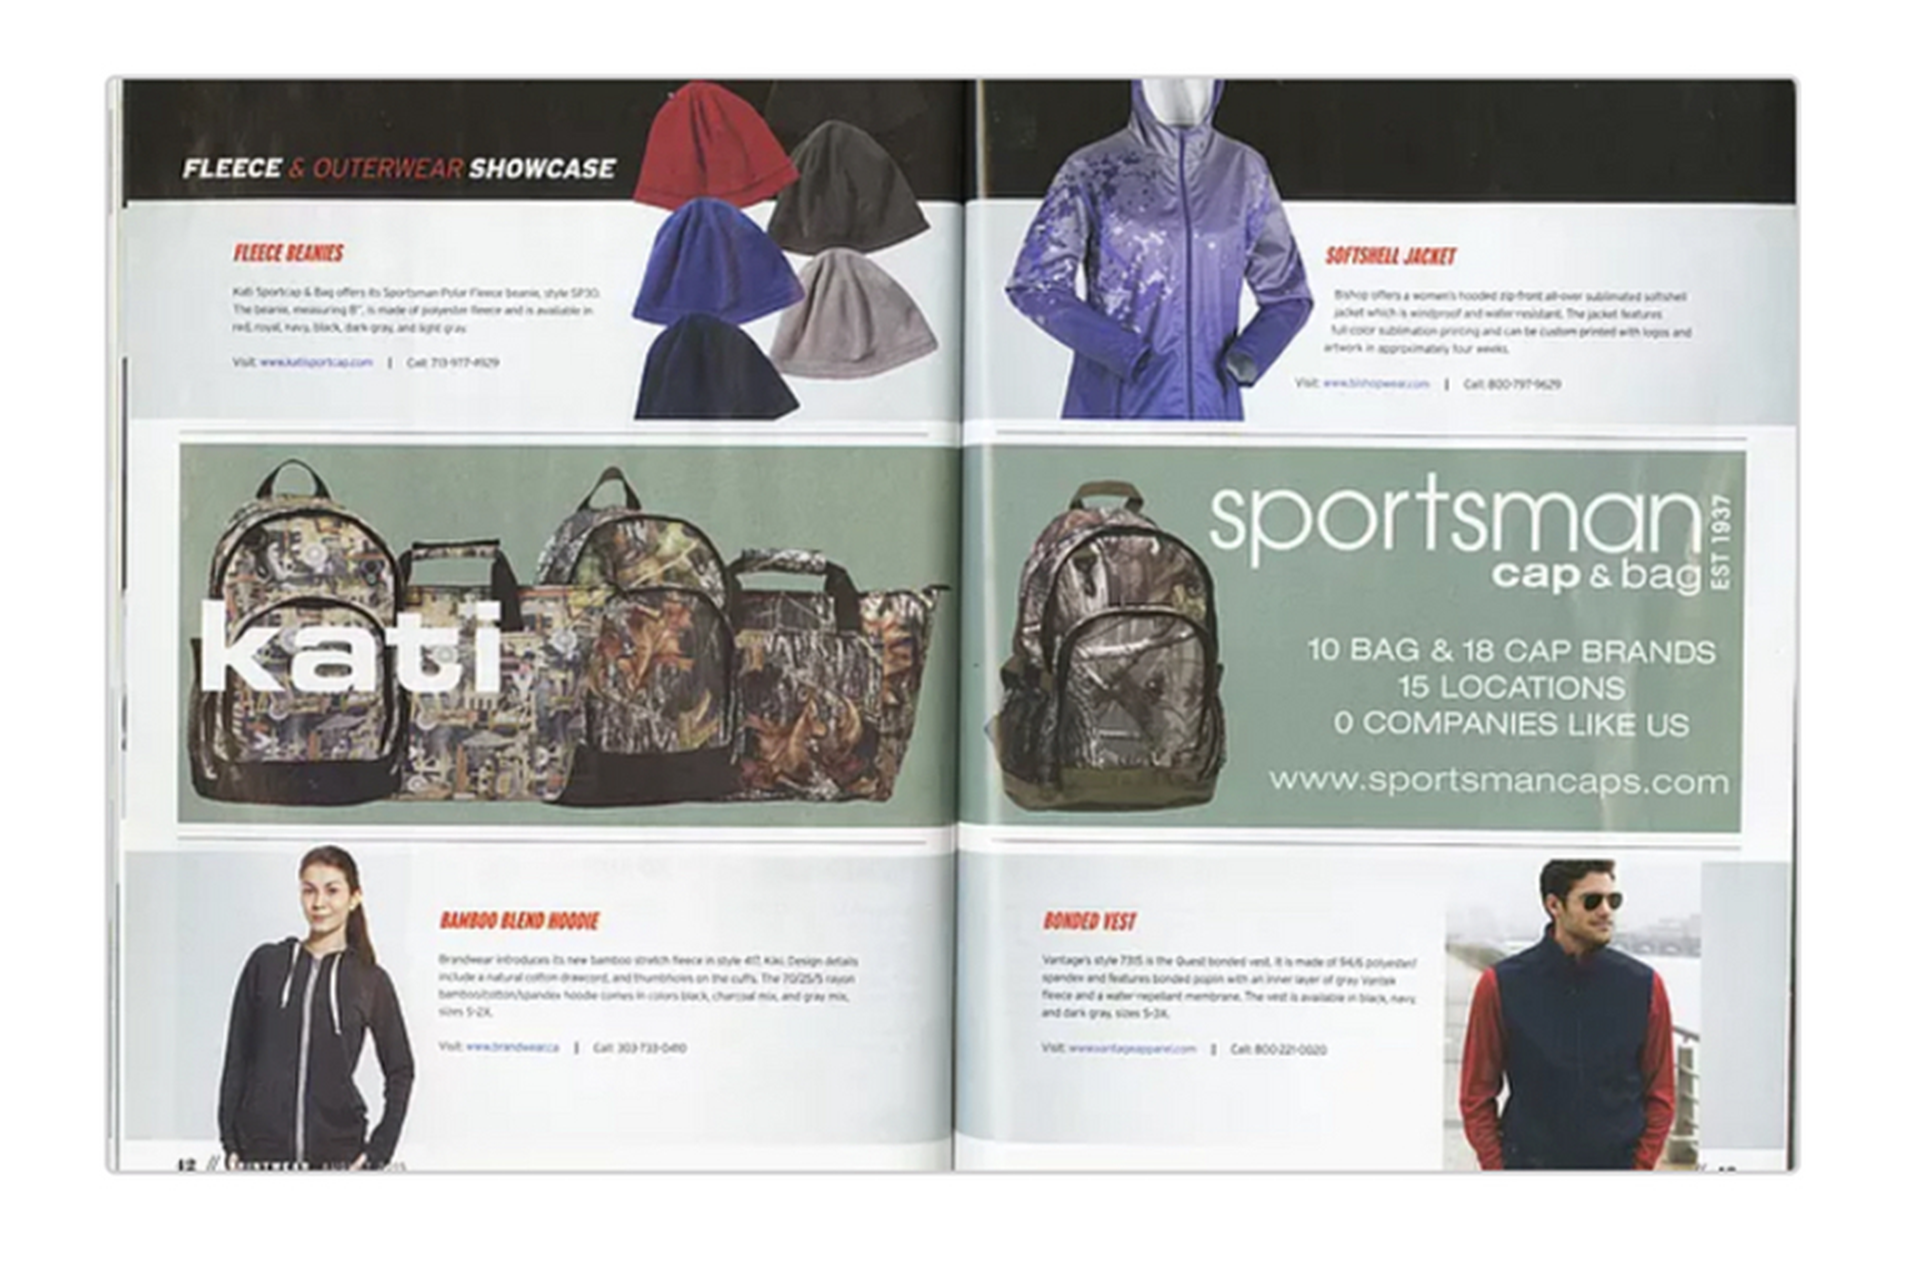 FLEECE & OUTERWEAR SHOWCASE
FLEECE BEANIES
Kati Sportcap & Bag offers its Sportsman Polar Fleece beanie, style SP30.
The beanie, measuring 8", is made of polyester fleece and is available in
red, royal, navy, black, dark gray, and light gray.
Visit: www.katisportcap.com | Call: 713-977-4929
SOFTSHELL JACKET
Bishop offers a women's hooded zip-front all-over sublimated softshell
jacket which is windproof and water-resistant. The jacket features
full-color sublimation printing and can be custom printed with logos and
artwork in approximately four weeks.
Visit: www.bishopwear.com | Call: 800-797-9629
kati
sportsman
cap & bag
EST 1937
10 BAG & 18 CAP BRANDS
15 LOCATIONS
0 COMPANIES LIKE US
www.sportsmancaps.com
BAMBOO BLEND HOODIE
Brandwear introduces its new bamboo stretch fleece in style 417, Kiki. Design details
include a natural cotton drawcord, and thumbholes on the cuffs. The 70/25/5 rayon
bamboo/cotton/spandex hoodie comes in colors black, charcoal mix, and gray mix,
sizes S-2X.
Visit: www.brandwear.ca | Call: 303-733-0410
BONDED VEST
Vantage's style 7315 is the Quest bonded vest. It is made of 94/6 polyester/
spandex and features bonded poplin with an inner layer of gray Vantek
fleece and a water-repellant membrane. The vest is available in black, navy,
and dark gray, sizes S-3X.
Visit: www.vantageapparel.com | Call: 800-221-0020
42 //